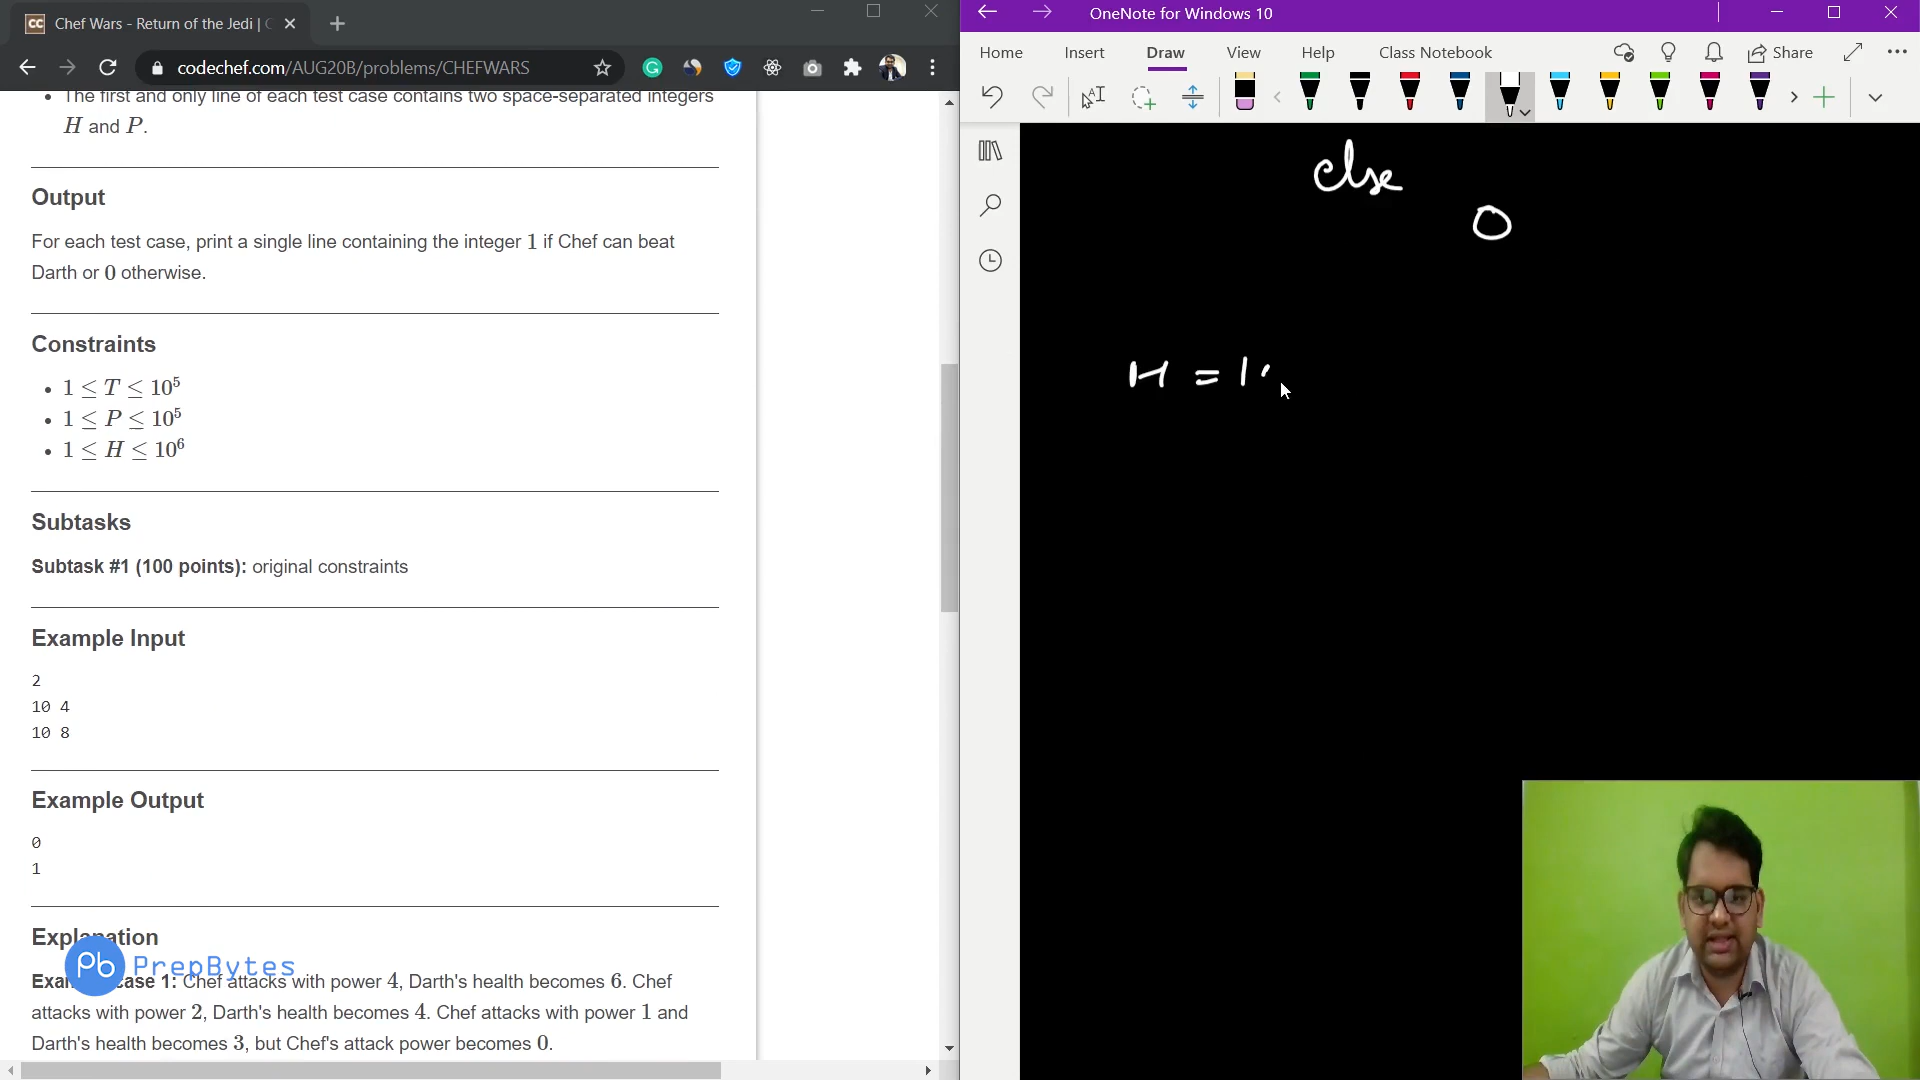 Chef Wars - Return of the Jedi |
codechef.com/AUG20B/problems/CHEFWARS
• The first and only line of each test case contains two space-separated integers
H and P.
Output
For each test case, print a single line containing the integer 1 if Chef can beat
Darth or 0 otherwise.
Constraints
• 1 ≤ T ≤ 10⁵
• 1 ≤ P ≤ 10⁵
• 1 ≤ H ≤ 10⁶
Subtasks
Subtask #1 (100 points): original constraints
Example Input
2
10 4
10 8
Example Output
0
1
Explanation
PrepBytes
case 1: Chef attacks with power 4, Darth's health becomes 6. Chef
attacks with power 2, Darth's health becomes 4. Chef attacks with power 1 and
Darth's health becomes 3, but Chef's attack power becomes 0.
OneNote for Windows 10
Home Insert Draw View Help Class Notebook Share
else
0
H = 1